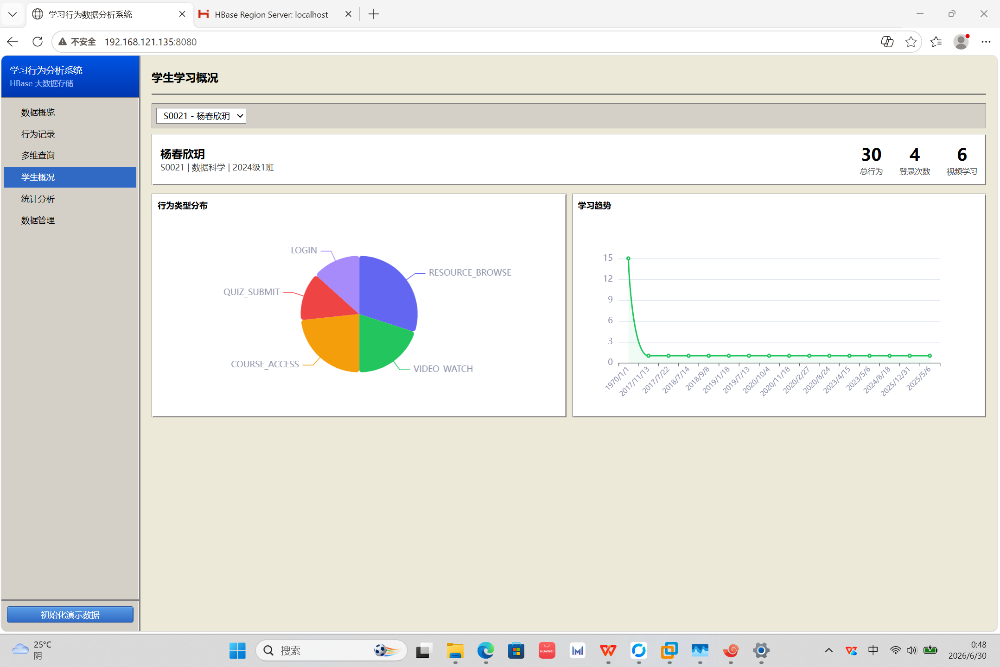 学习行为数据分析系统
HBase Region Server: localhost
不安全
192.168.121.135:8080
学习行为分析系统
HBase 大数据存储
数据概览
行为记录
多维查询
学生概况
统计分析
数据管理
初始化演示数据
学生学习概况
S0021 - 杨春欣玥
杨春欣玥
S0021 | 数据科学 | 2024级1班
30
总行为
4
登录次数
6
视频学习
行为类型分布
LOGIN
RESOURCE_BROWSE
QUIZ_SUBMIT
COURSE_ACCESS
VIDEO_WATCH
学习趋势
15
12
9
6
3
0
1970/1/1
2017/11/13
2017/7/22
2018/7/14
2018/9/8
2019/1/18
2019/7/13
2020/10/4
2020/11/18
2020/2/27
2020/8/24
2023/4/15
2023/5/6
2024/8/18
2025/12/31
2025/5/6
25°C
阴
搜索
HUAWEI
中
0:48
2026/6/30